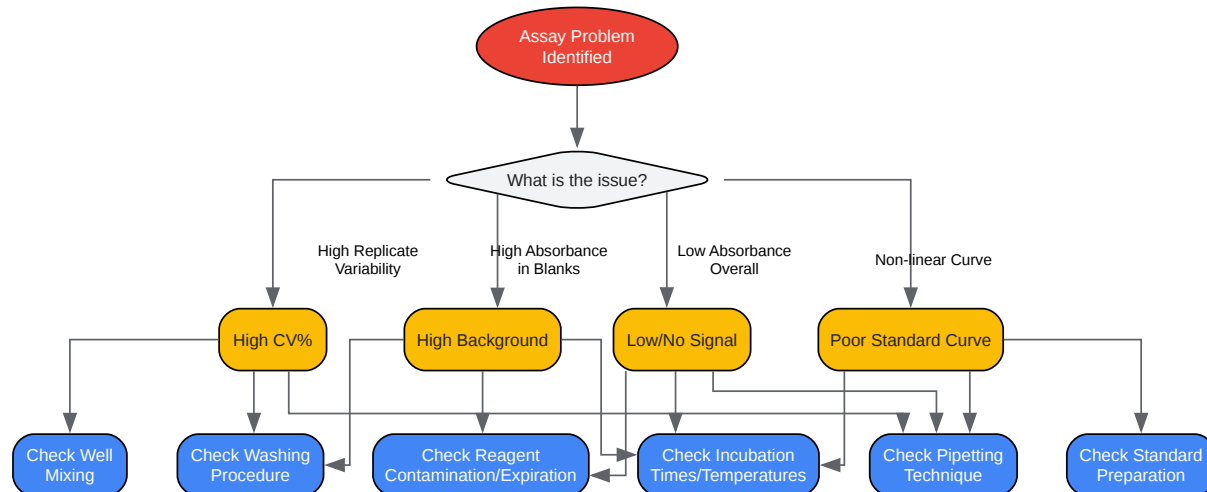 Assay Problem
Identified
What is the issue?
High Replicate
Variability
High Absorbance
in Blanks
Low Absorbance
Overall
Non-linear Curve
High CV%
High Background
Low/No Signal
Poor Standard Curve
Check Well
Mixing
Check Washing
Procedure
Check Reagent
Contamination/Expiration
Check Incubation
Times/Temperatures
Check Pipetting
Technique
Check Standard
Preparation